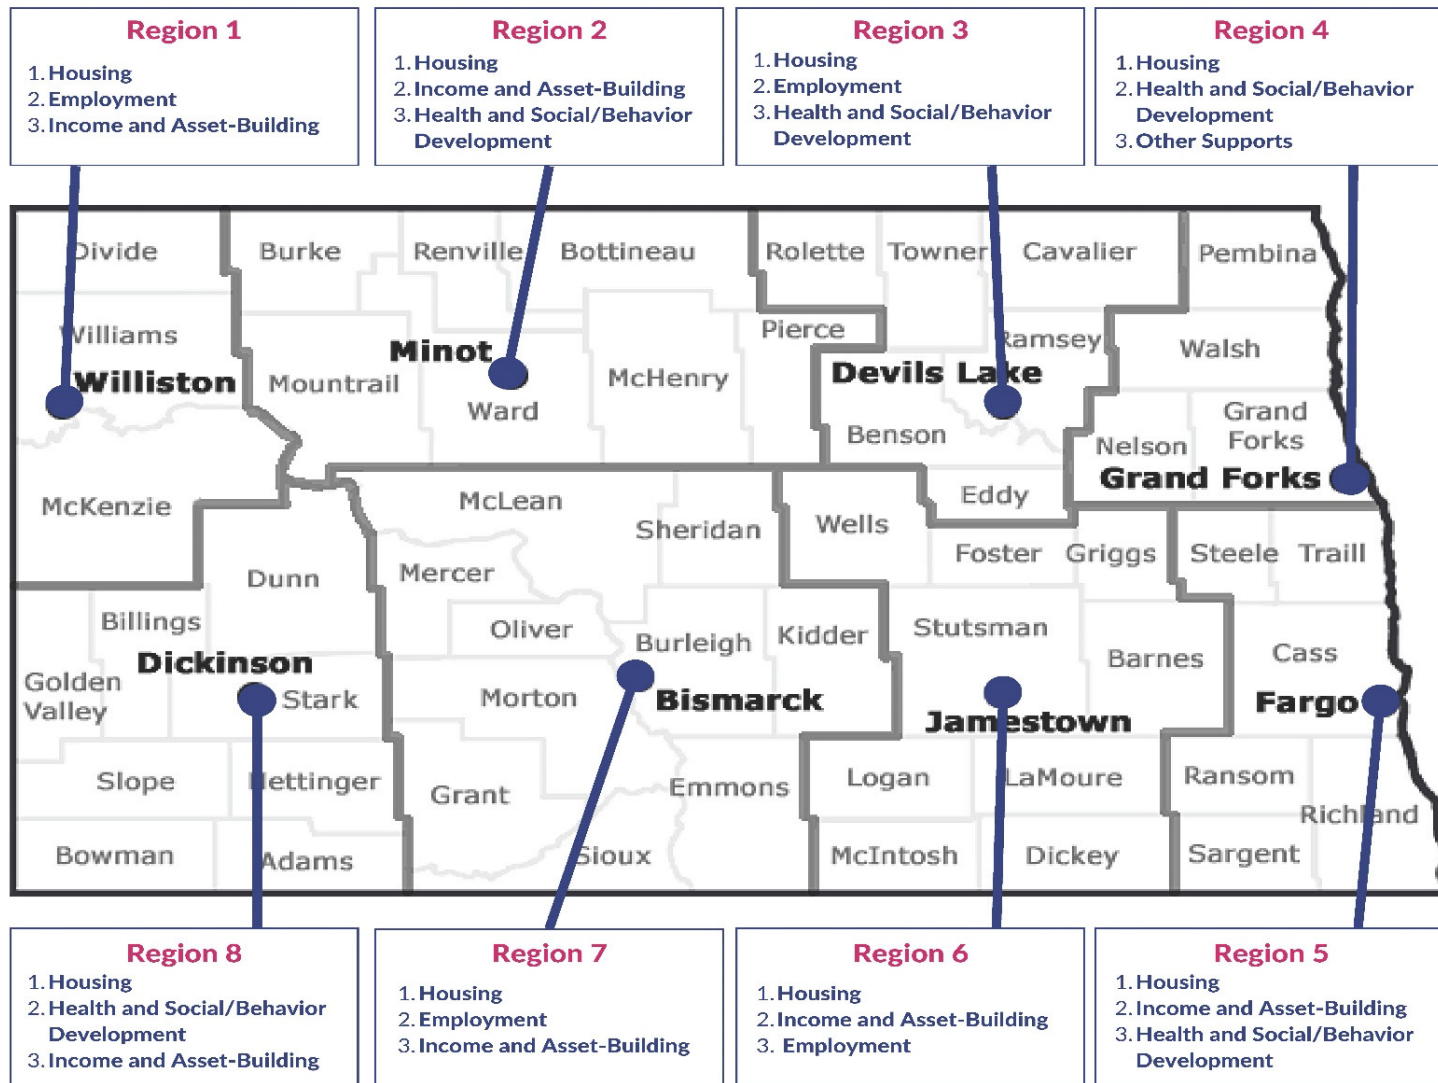 Region 1
1. Housing
2. Employment
3. Income and Asset-Building
Region 2
1. Housing
2. Income and Asset-Building
3. Health and Social/Behavior
Development
Region 3
1. Housing
2. Employment
3. Health and Social/Behavior
Development
Region 4
1. Housing
2. Health and Social/Behavior
Development
3. Other Supports
Divide
Burke
Renville
Bottineau
Rolette
Towner
Cavalier
Pembina
Williams
Williston
Mountrail
Minot
Ward
McHenry
Pierce
Devils Lake
Ramsey
Benson
Walsh
Nelson
Grand
Forks
Grand Forks
McKenzie
McLean
Sheridan
Wells
Eddy
Foster
Griggs
Steele
Traill
Dunn
Mercer
Billings
Oliver
Burleigh
Kidder
Stutsman
Barnes
Cass
Dickinson
Golden
Valley
Stark
Morton
Bismarck
Jamestown
Fargo
Slope
Hettinger
Grant
Emmons
Logan
LaMoure
Ransom
Richland
Bowman
Adams
Sioux
McIntosh
Dickey
Sargent
Region 8
1. Housing
2. Health and Social/Behavior
Development
3. Income and Asset-Building
Region 7
1. Housing
2. Employment
3. Income and Asset-Building
Region 6
1. Housing
2. Income and Asset-Building
3. Employment
Region 5
1. Housing
2. Income and Asset-Building
3. Health and Social/Behavior
Development